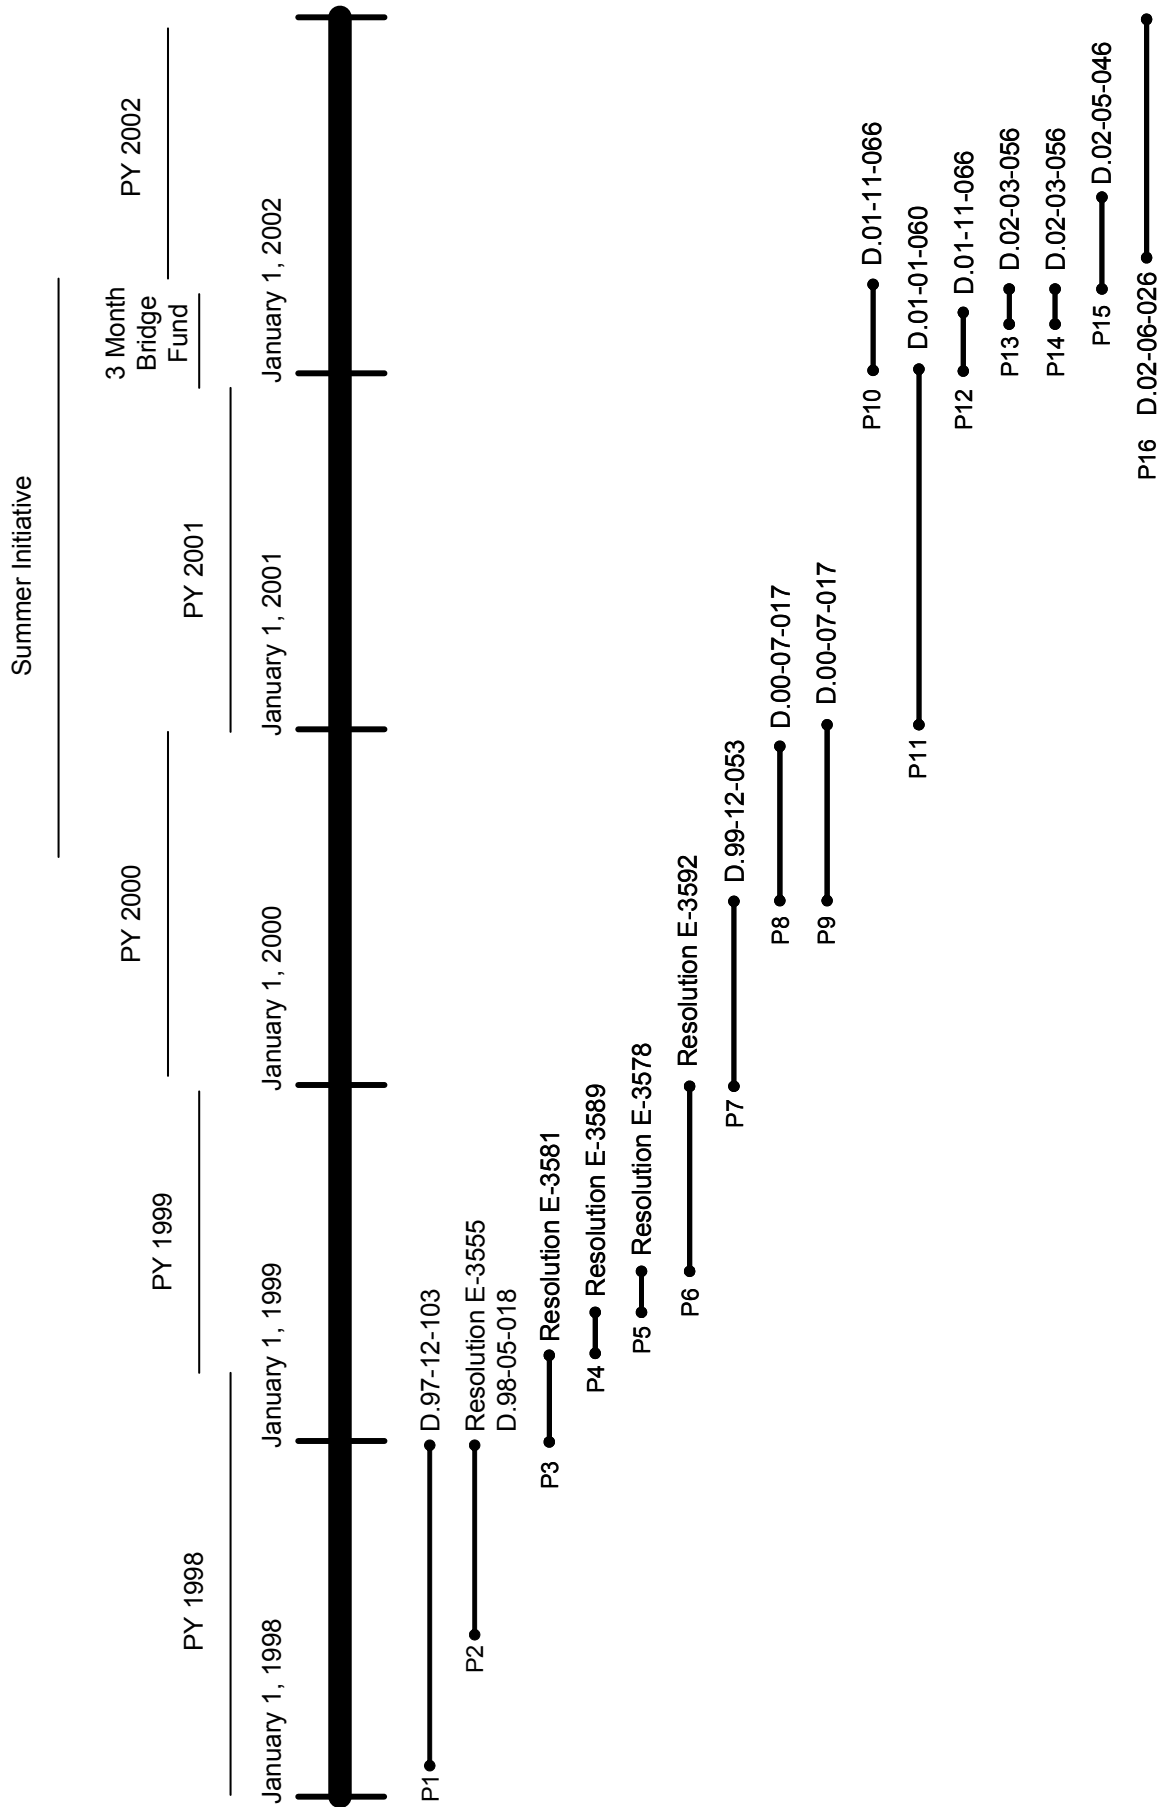 Summer Initiative
PY 1998
PY 1999
PY 2000
PY 2001
3 Month
Bridge
Fund
PY 2002
January 1, 1998
January 1, 1999
January 1, 2000
January 1, 2001
January 1, 2002
P1 D.97-12-103
P2 Resolution E-3555
D.98-05-018
P3 Resolution E-3581
P4 Resolution E-3589
P5 Resolution E-3578
P6 Resolution E-3592
P7 D.99-12-053
P8 D.00-07-017
P9 D.00-07-017
P10 D.01-11-066
P11 D.01-01-060
P12 D.01-11-066
P13 D.02-03-056
P14 D.02-03-056
P15 D.02-05-046
P16 D.02-06-026